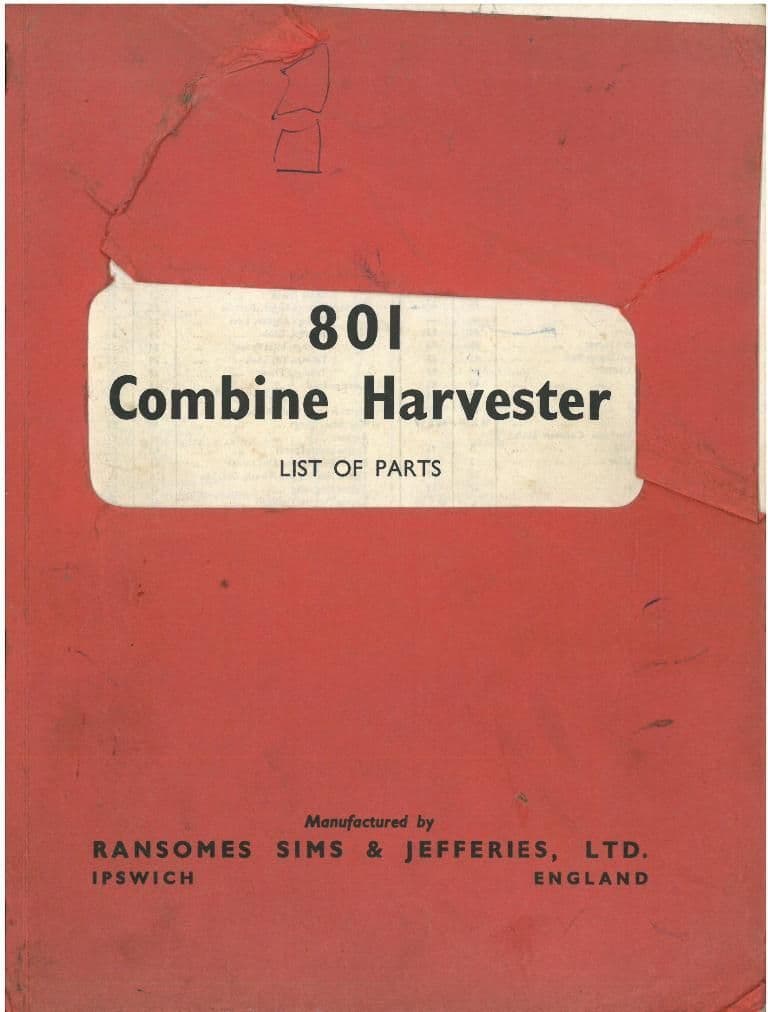 801
Combine Harvester
LIST OF PARTS
Manufactured by
RANSOMES SIMS & JEFFERIES, LTD.
IPSWICH ENGLAND